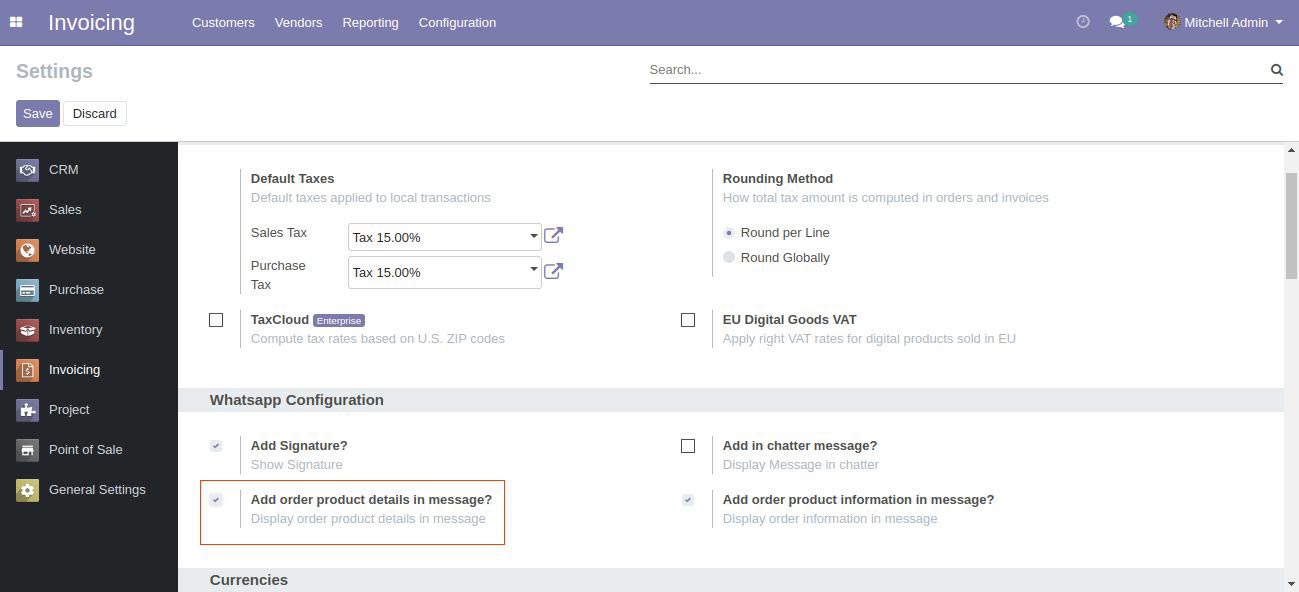 Invoicing Customers Vendors Reporting Configuration 1 Mitchell Admin
Settings Search...
Save Discard
CRM
Sales
Website
Purchase
Inventory
Invoicing
Project
Point of Sale
General Settings
Default Taxes
Default taxes applied to local transactions
Sales Tax Tax 15.00%
Purchase
Tax
Tax 15.00%
Rounding Method
How total tax amount is computed in orders and invoices
Round per Line
Round Globally
TaxCloud Enterprise
Compute tax rates based on U.S. ZIP codes
EU Digital Goods VAT
Apply right VAT rates for digital products sold in EU
Whatsapp Configuration
Add Signature?
Show Signature
Add in chatter message?
Display Message in chatter
Add order product details in message?
Display order product details in message
Add order product information in message?
Display order information in message
Currencies